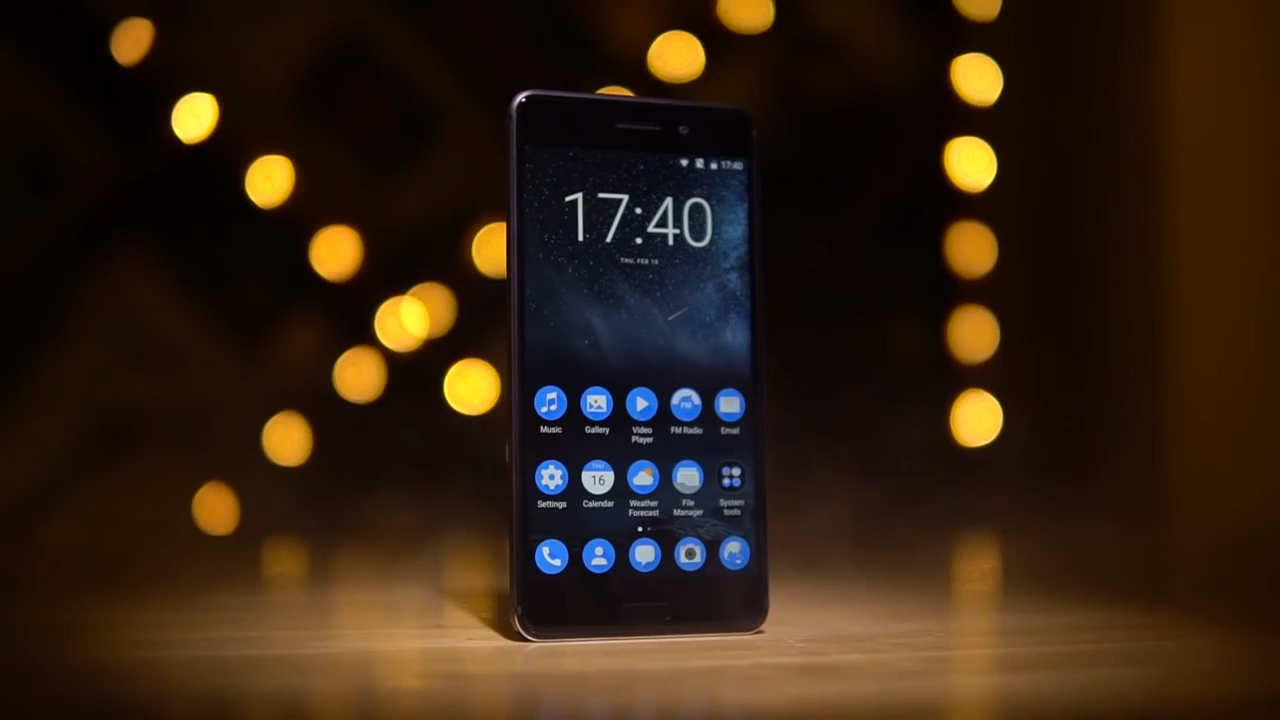 17:40
17:40
THU, FEB 16
Music Gallery Video Player FM Radio Email
FM
THU
16
Settings Calendar Weather Forecast File Manager System tools